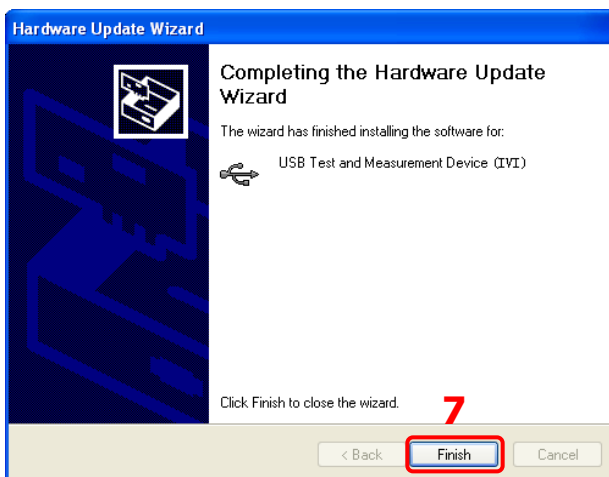 Hardware Update Wizard
Completing the Hardware Update
Wizard
The wizard has finished installing the software for:
USB Test and Measurement Device (IVI)
Click Finish to close the wizard.
7
< Back
Finish
Cancel